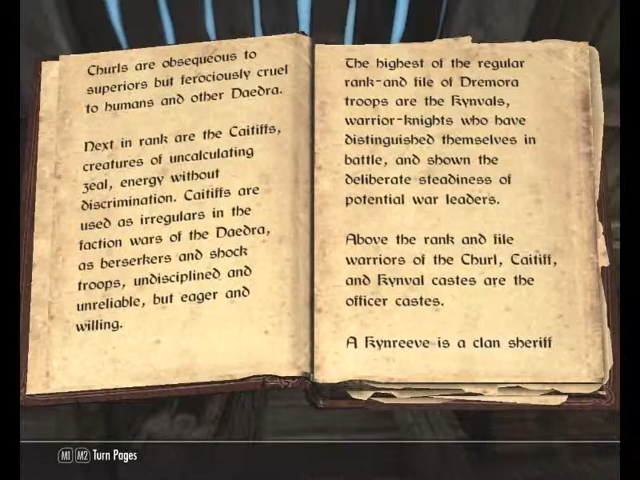 Churls are obsequeous to
superiors but ferociously cruel
to humans and other Daedra.
Next in rank are the Caitiffs,
creatures of uncalculating
zeal, energy without
discrimination. Caitiffs are
used as irregulars in the
faction wars of the Daedra,
as berserkers and shock
troops, undisciplined and
unreliable, but eager and
willing.
The highest of the regular
rank-and file of Dremora
troops are the Kynvals,
warrior-knights who have
distinguished themselves in
battle, and shown the
deliberate steadiness of
potential war leaders.
Above the rank and file
warriors of the Churl, Caitiff,
and Kynval castes are the
officer castes.
A Kynreeve is a clan sheriff
M1 M2 Turn Pages